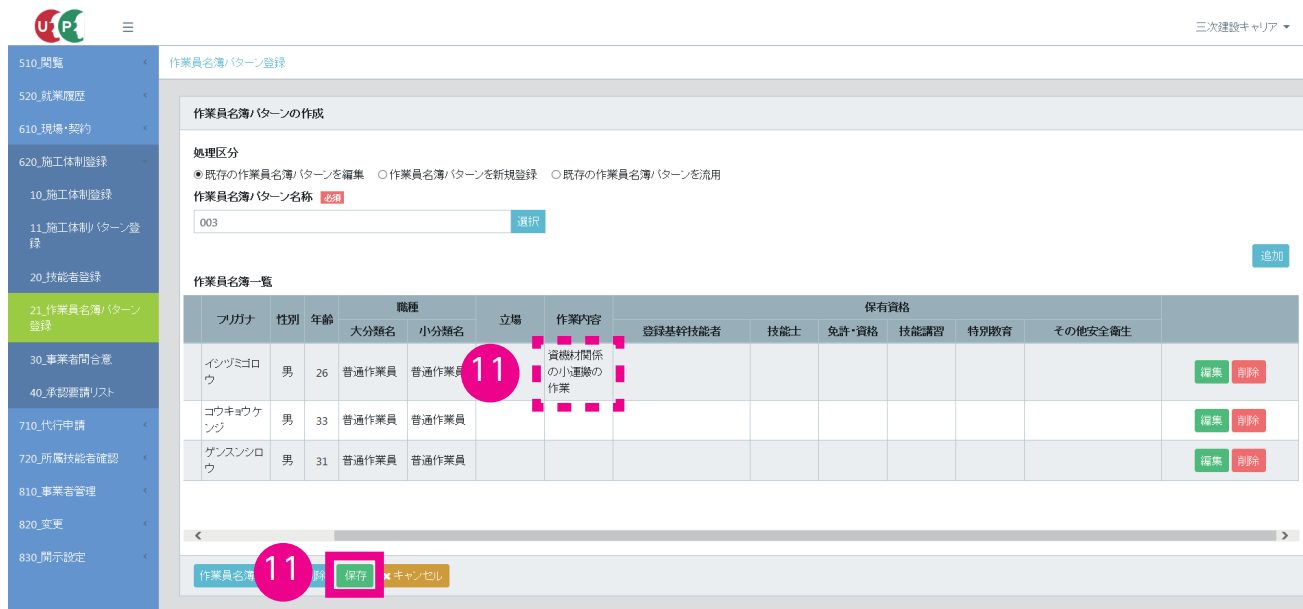 三次建設キャリア
510_閲覧
520_就業履歴
610_現場・契約
620_施工体制登録
10_施工体制登録
11_施工体制パターン登
録
20_技能者登録
21_作業員名簿パターン
登録
30_事業者間合意
40_承認要請リスト
710_代行申請
720_所属技能者確認
810_事業者管理
820_変更
830_開示設定
作業員名簿パターン登録
作業員名簿パターンの作成
処理区分
既存の作業員名簿パターンを編集 作業員名簿パターンを新規登録 既存の作業員名簿パターンを流用
作業員名簿パターン名称 必須
003 選択
追加
作業員名簿一覧
フリガナ 性別 年齢 職種 立場 作業内容 保有資格
大分類名 小分類名 登録基幹技能者 技能士 免許・資格 技能講習 特別教育 その他安全衛生
イシヅミゴロ
ウ 男 26 普通作業員 普通作業員 11 資機材関係
の小運搬の
作業 編集 削除
コウキョウケ
ンジ 男 33 普通作業員 普通作業員 編集 削除
ゲンスンシロ
ウ 男 31 普通作業員 普通作業員 編集 削除
作業員名簿 11 除 保存 キャンセル